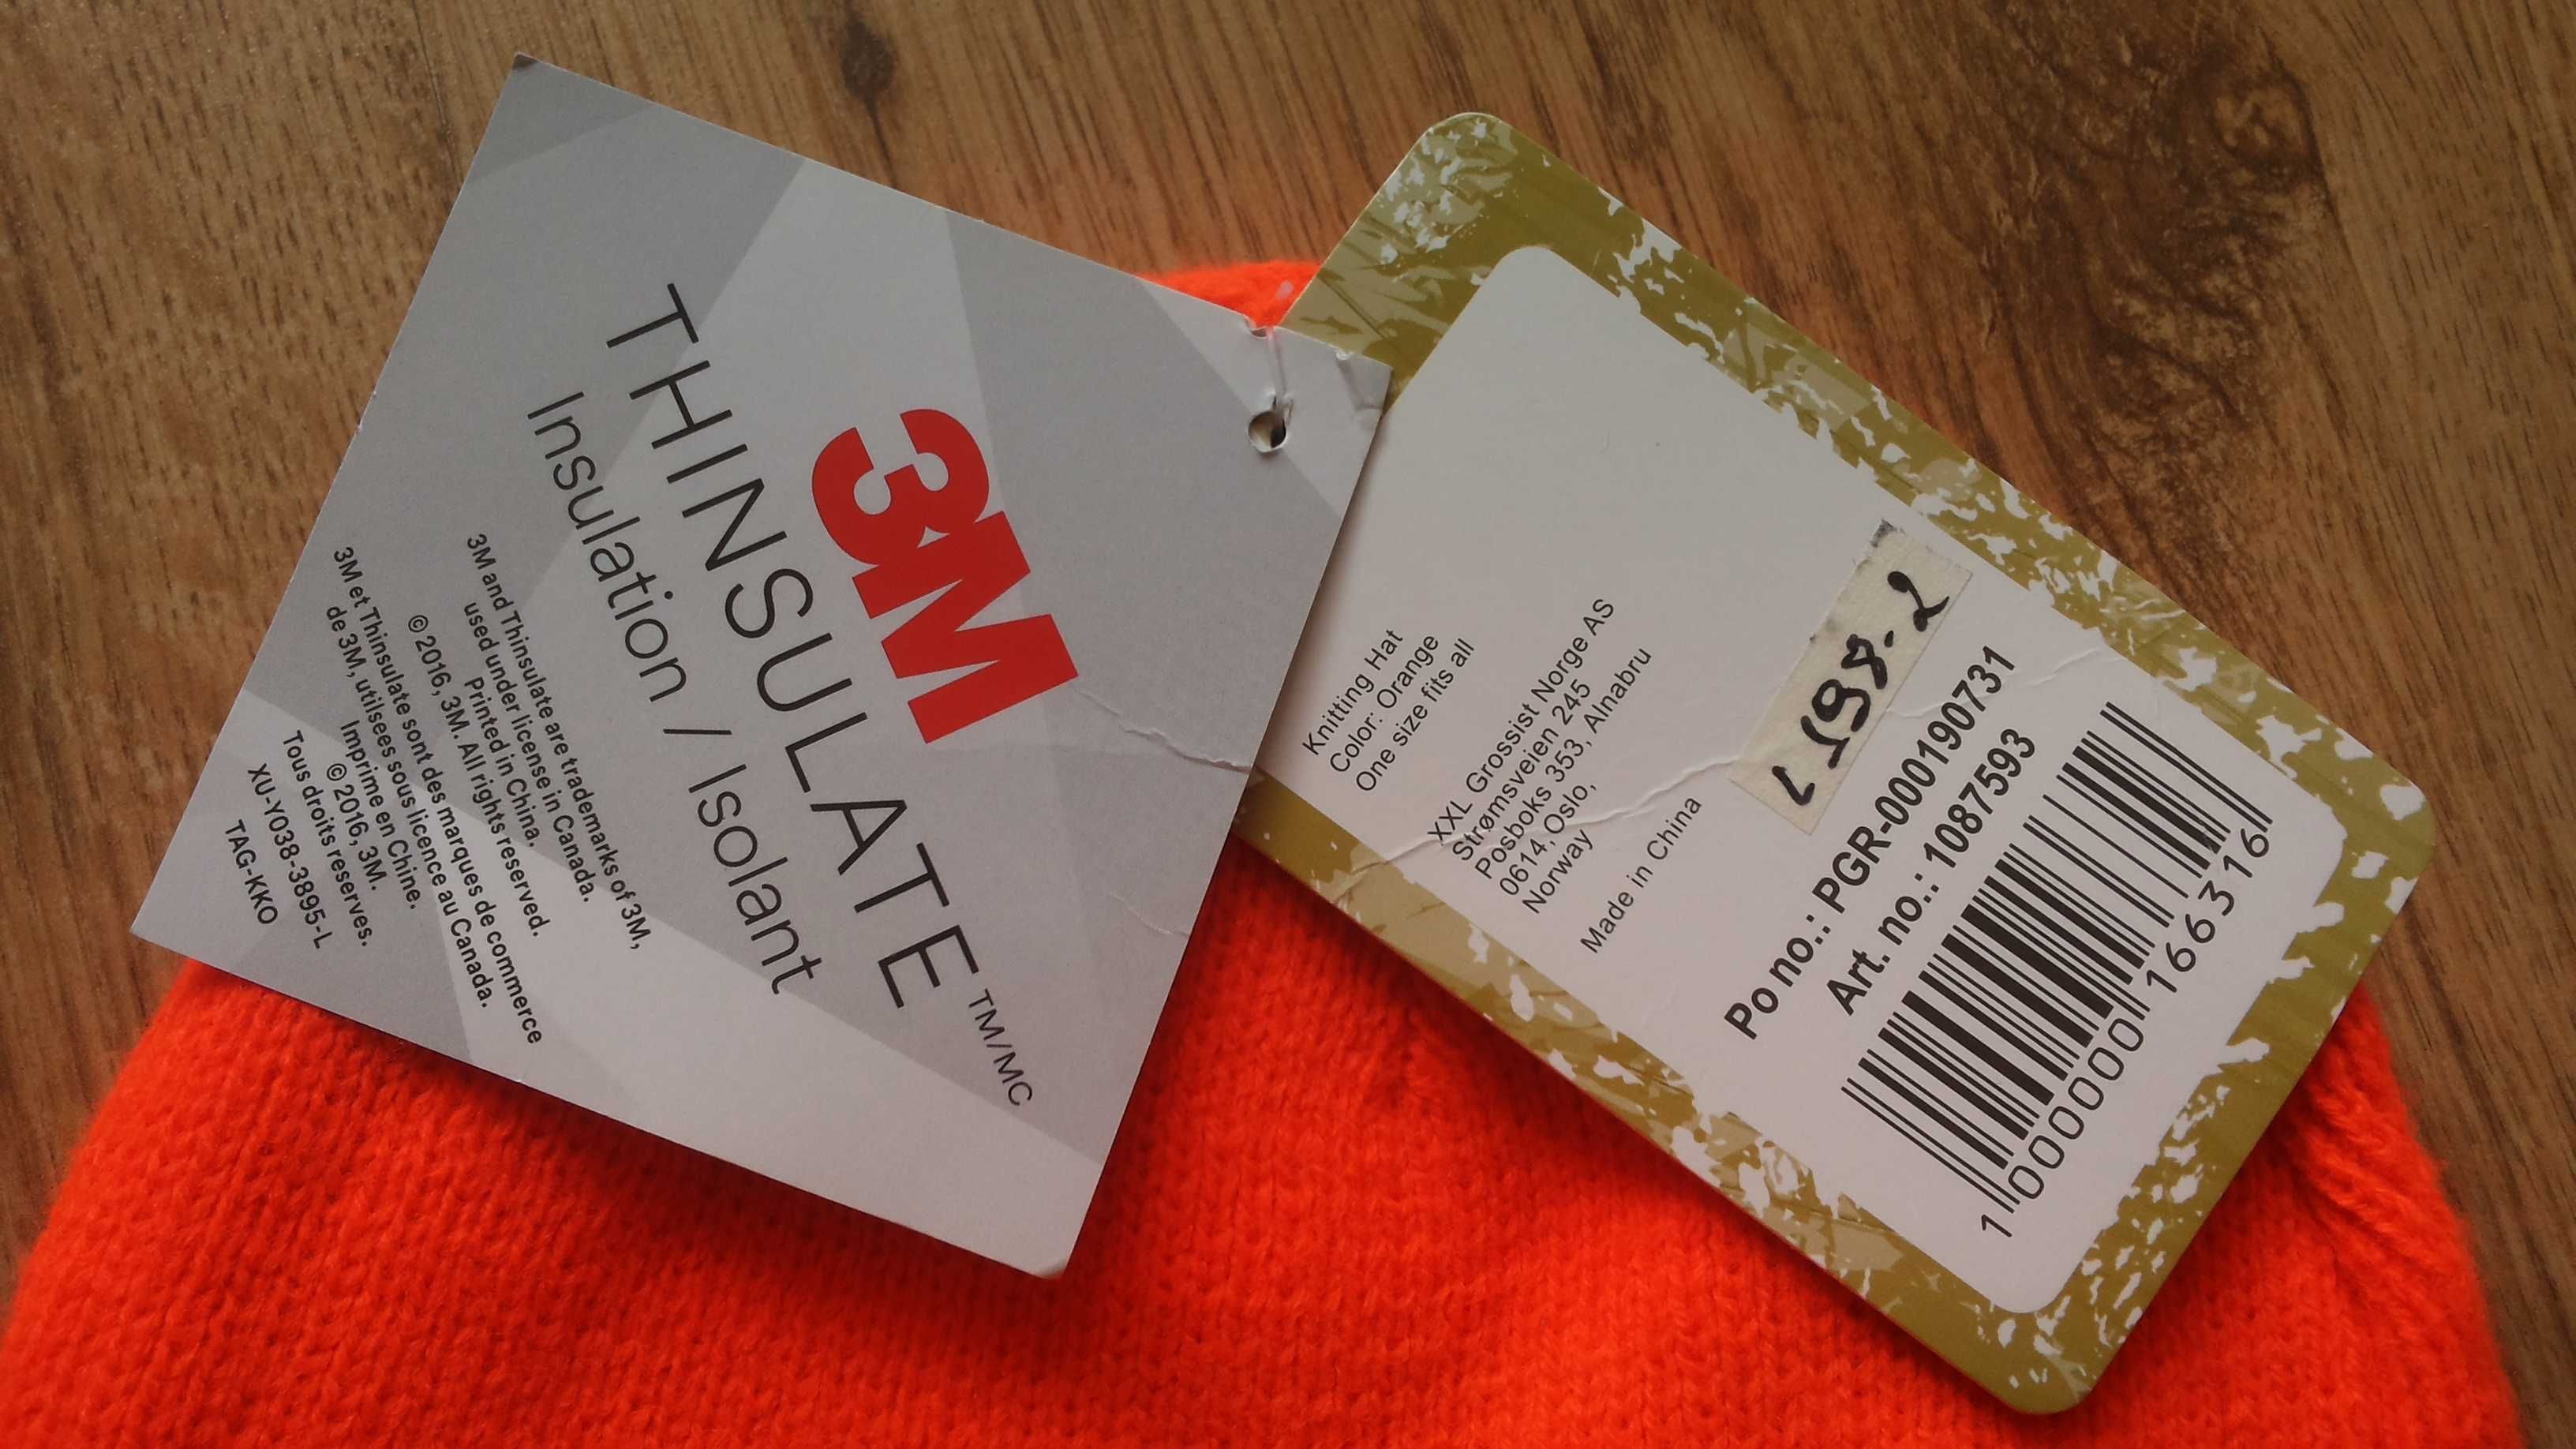 3M
THINSULATE TM/MC
Insulation / Isolant
3M and Thinsulate are trademarks of 3M,
used under license in Canada.
Printed in China.
© 2016, 3M. All rights reserved.
3M et Thinsulate sont des marques de commerce
de 3M, utilsees sous licence au Canada.
Imprime en Chine.
© 2016, 3M.
Tous droits reserves.
XU-Y038-3895-L
TAG-KKO
Knitting Hat
Color: Orange
One size fits all
XXL Grossist Norge AS
Strømsveien 245
Posboks 353, Alnabru
0614, Oslo,
Norway
Made in China
Po no.: PGR-000190731
Art. no.: 1087593
1 000000 166316